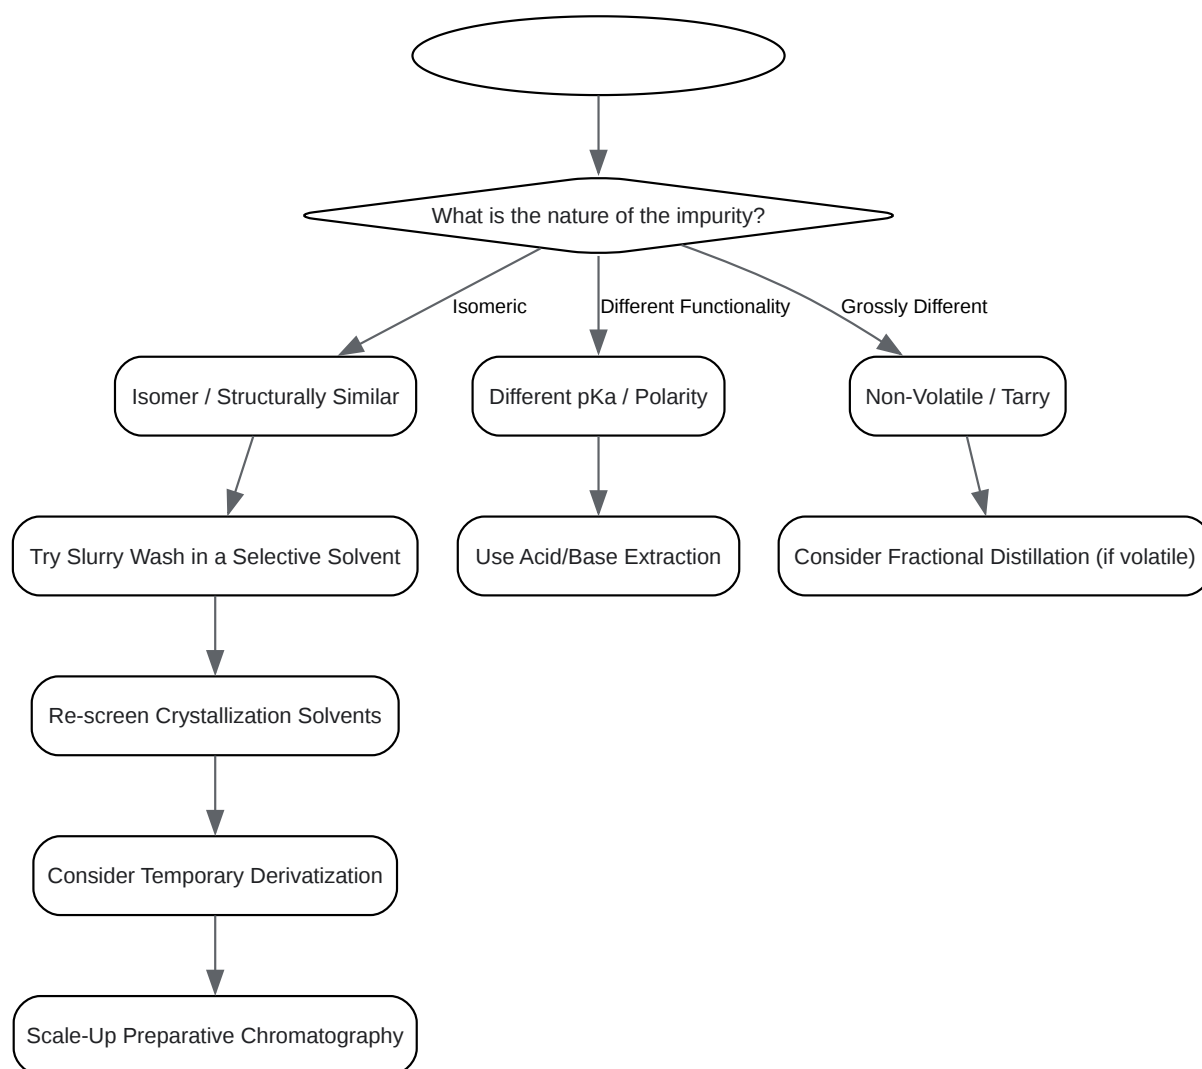 What is the nature of the impurity?
Isomeric
Different Functionality
Grossly Different
Isomer / Structurally Similar
Different pKa / Polarity
Non-Volatile / Tarry
Try Slurry Wash in a Selective Solvent
Use Acid/Base Extraction
Consider Fractional Distillation (if volatile)
Re-screen Crystallization Solvents
Consider Temporary Derivatization
Scale-Up Preparative Chromatography